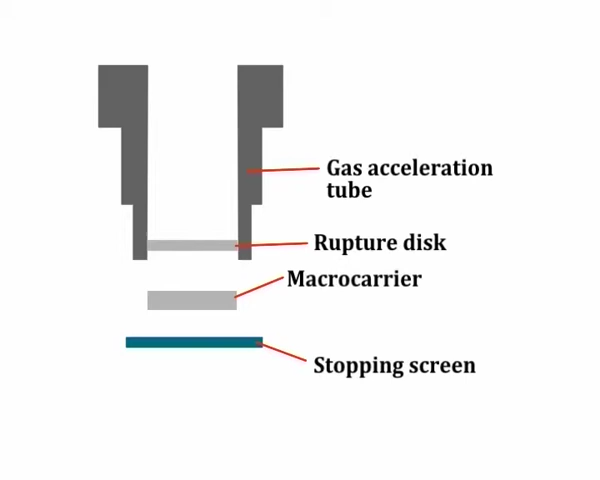 Gas acceleration
tube
Rupture disk
Macrocarrier
Stopping screen